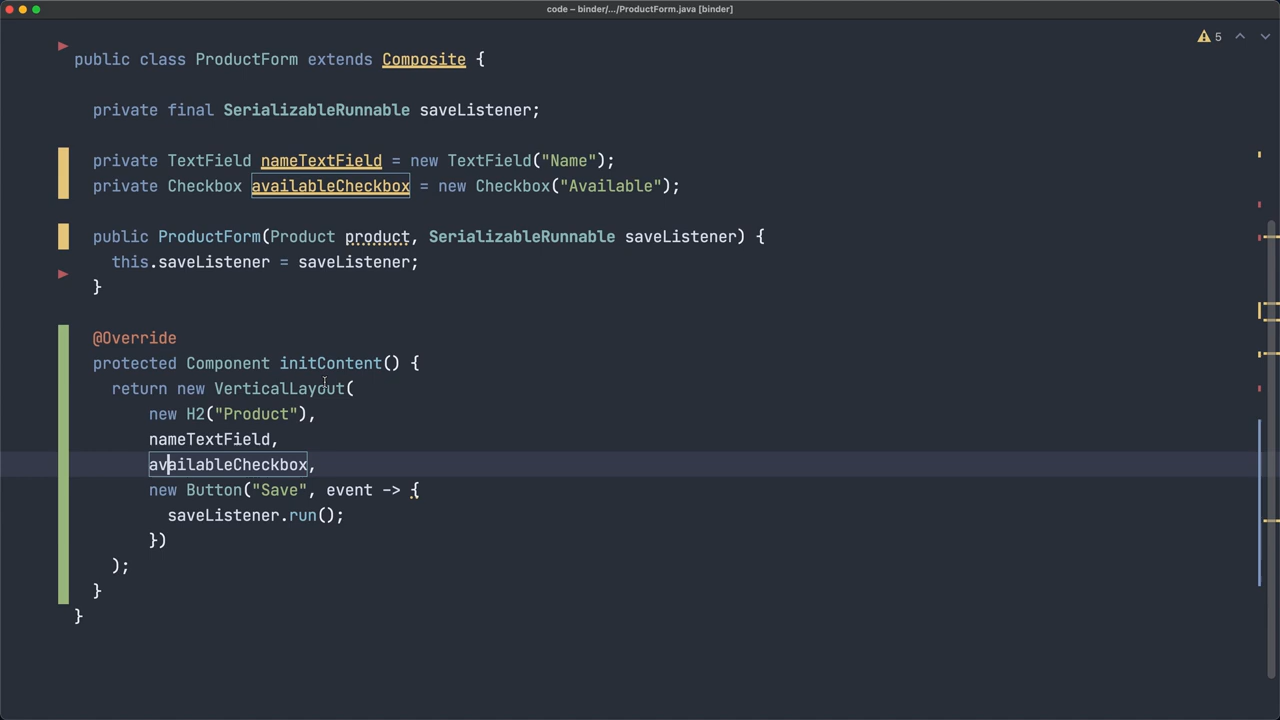 code – binder/.../ProductForm.java [binder]
5
public class ProductForm extends Composite {
private final SerializableRunnable saveListener;
private TextField nameTextField = new TextField("Name");
private Checkbox availableCheckbox = new Checkbox("Available");
public ProductForm(Product product, SerializableRunnable saveListener) {
this.saveListener = saveListener;
}
@Override
protected Component initContent() {
return new VerticalLayout(
new H2("Product"),
nameTextField,
availableCheckbox,
new Button("Save", event -> {
saveListener.run();
})
);
}
}